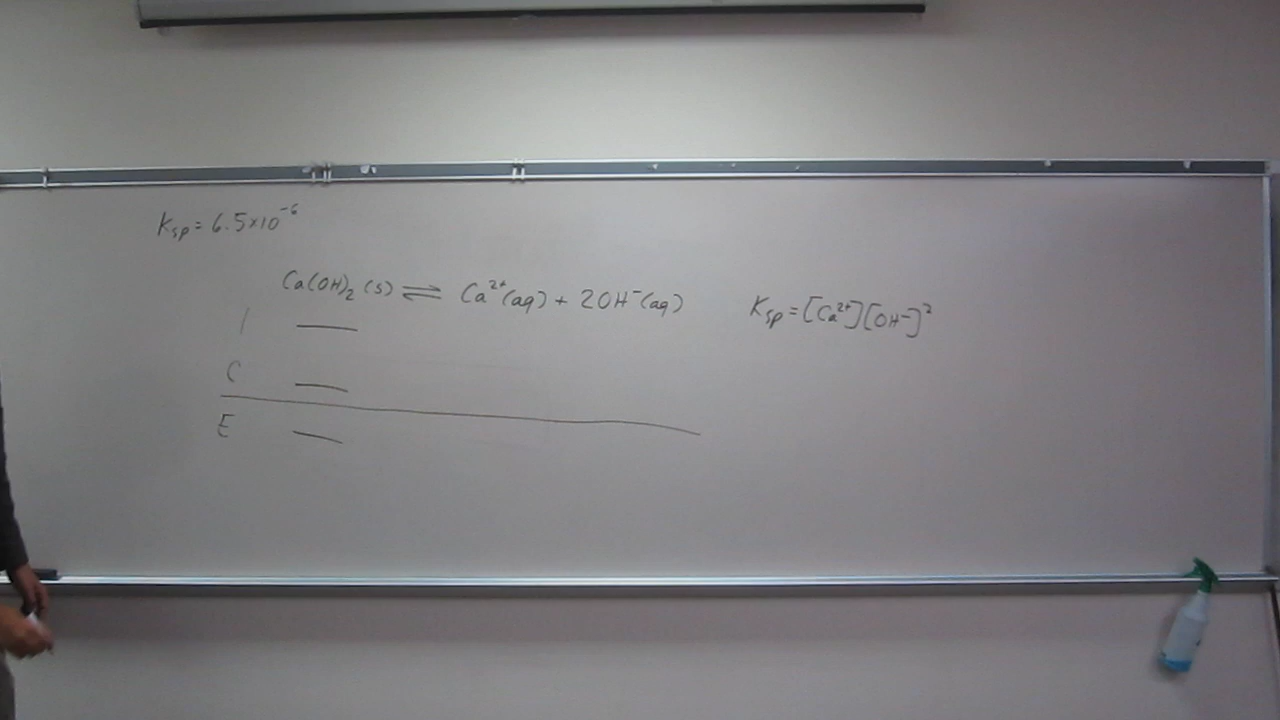 Ksp = 6.5×10⁻⁶
Ca(OH)₂ (s) ⇌ Ca²⁺(aq) + 2OH⁻(aq)
Ksp = [Ca²⁺][OH⁻]²
I —
C —
E —